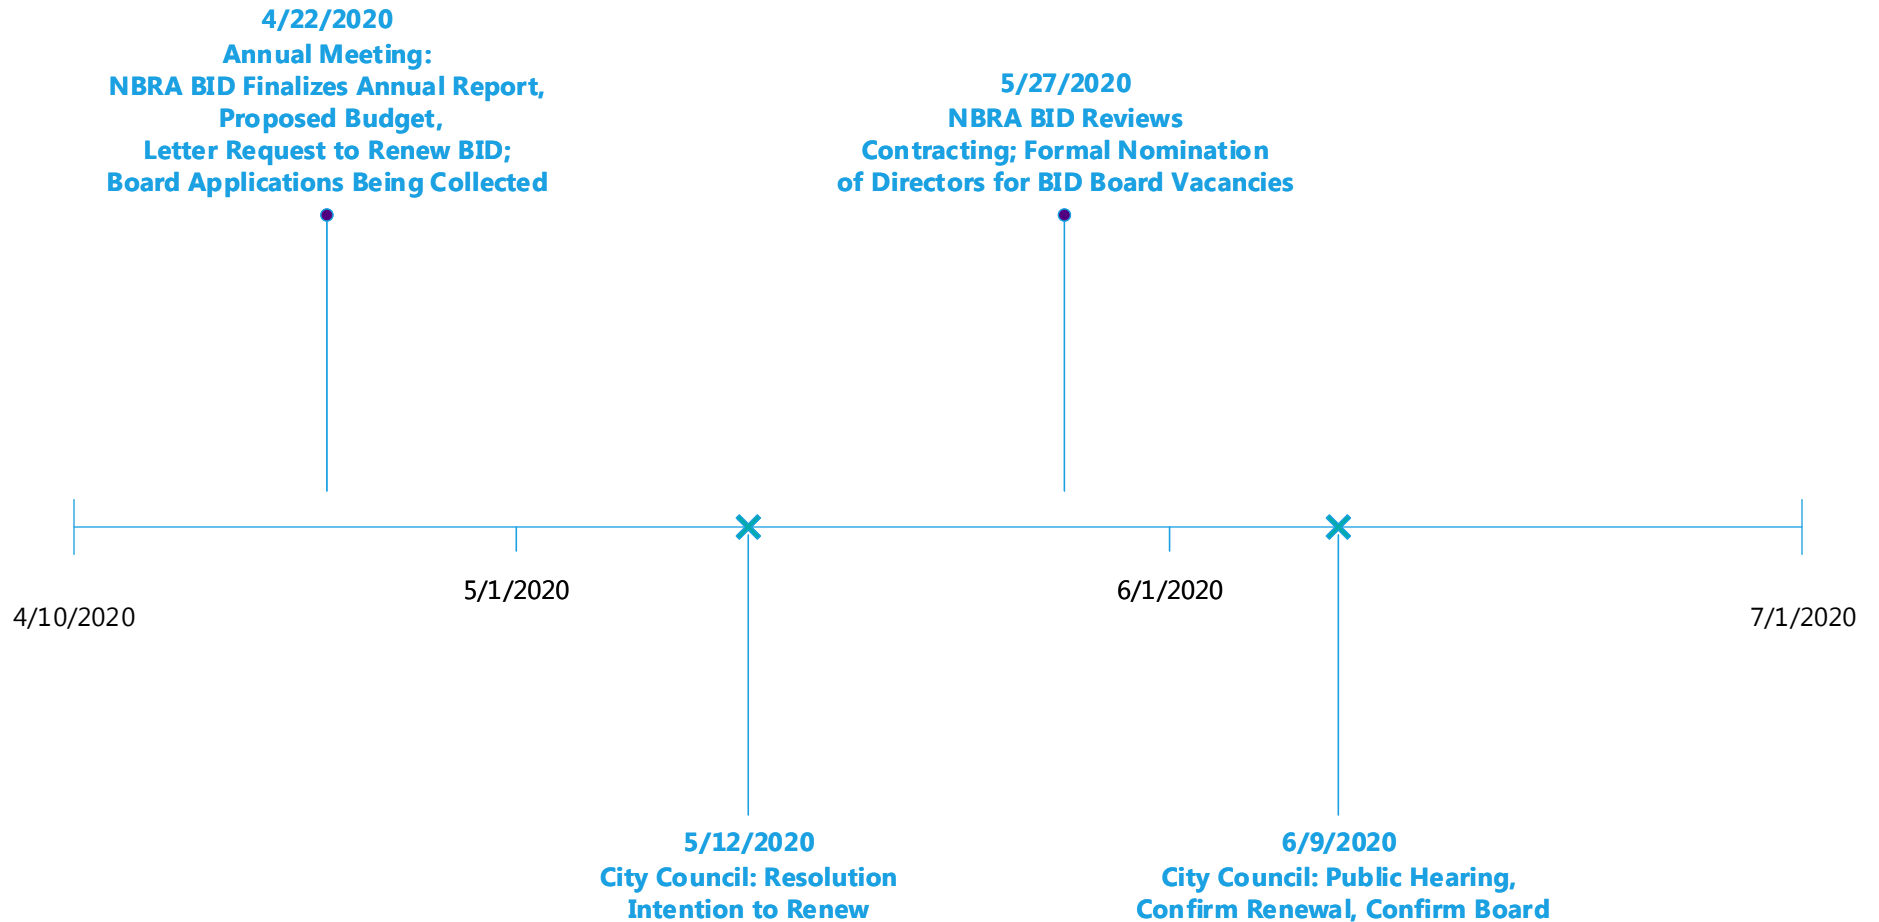 4/22/2020
Annual Meeting:
NBRA BID Finalizes Annual Report,
Proposed Budget,
Letter Request to Renew BID;
Board Applications Being Collected
5/27/2020
NBRA BID Reviews
Contracting; Formal Nomination
of Directors for BID Board Vacancies
5/1/2020
6/1/2020
4/10/2020
7/1/2020
5/12/2020
City Council: Resolution
Intention to Renew
6/9/2020
City Council: Public Hearing,
Confirm Renewal, Confirm Board